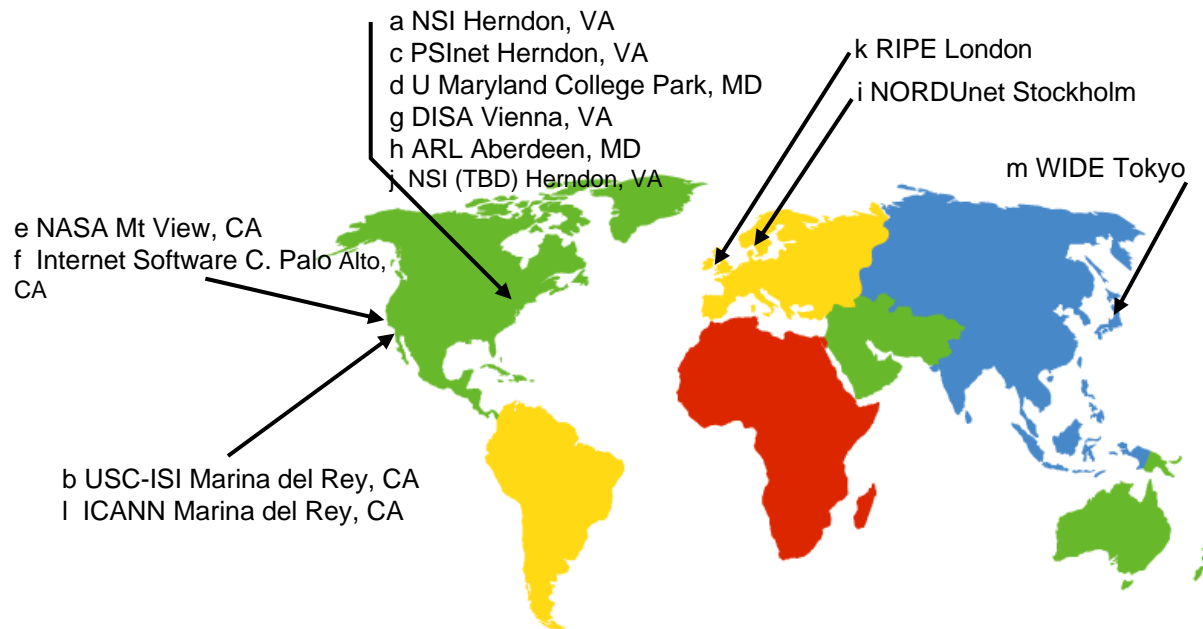 a NSI Herndon, VA
c PSInet Herndon, VA
d U Maryland College Park, MD
g DISA Vienna, VA
h ARL Aberdeen, MD
j NSI (TBD) Herndon, VA
k RIPE London
i NORDUnet Stockholm
m WIDE Tokyo
e NASA Mt View, CA
f Internet Software C. Palo Alto,
CA
b USC-ISI Marina del Rey, CA
l ICANN Marina del Rey, CA